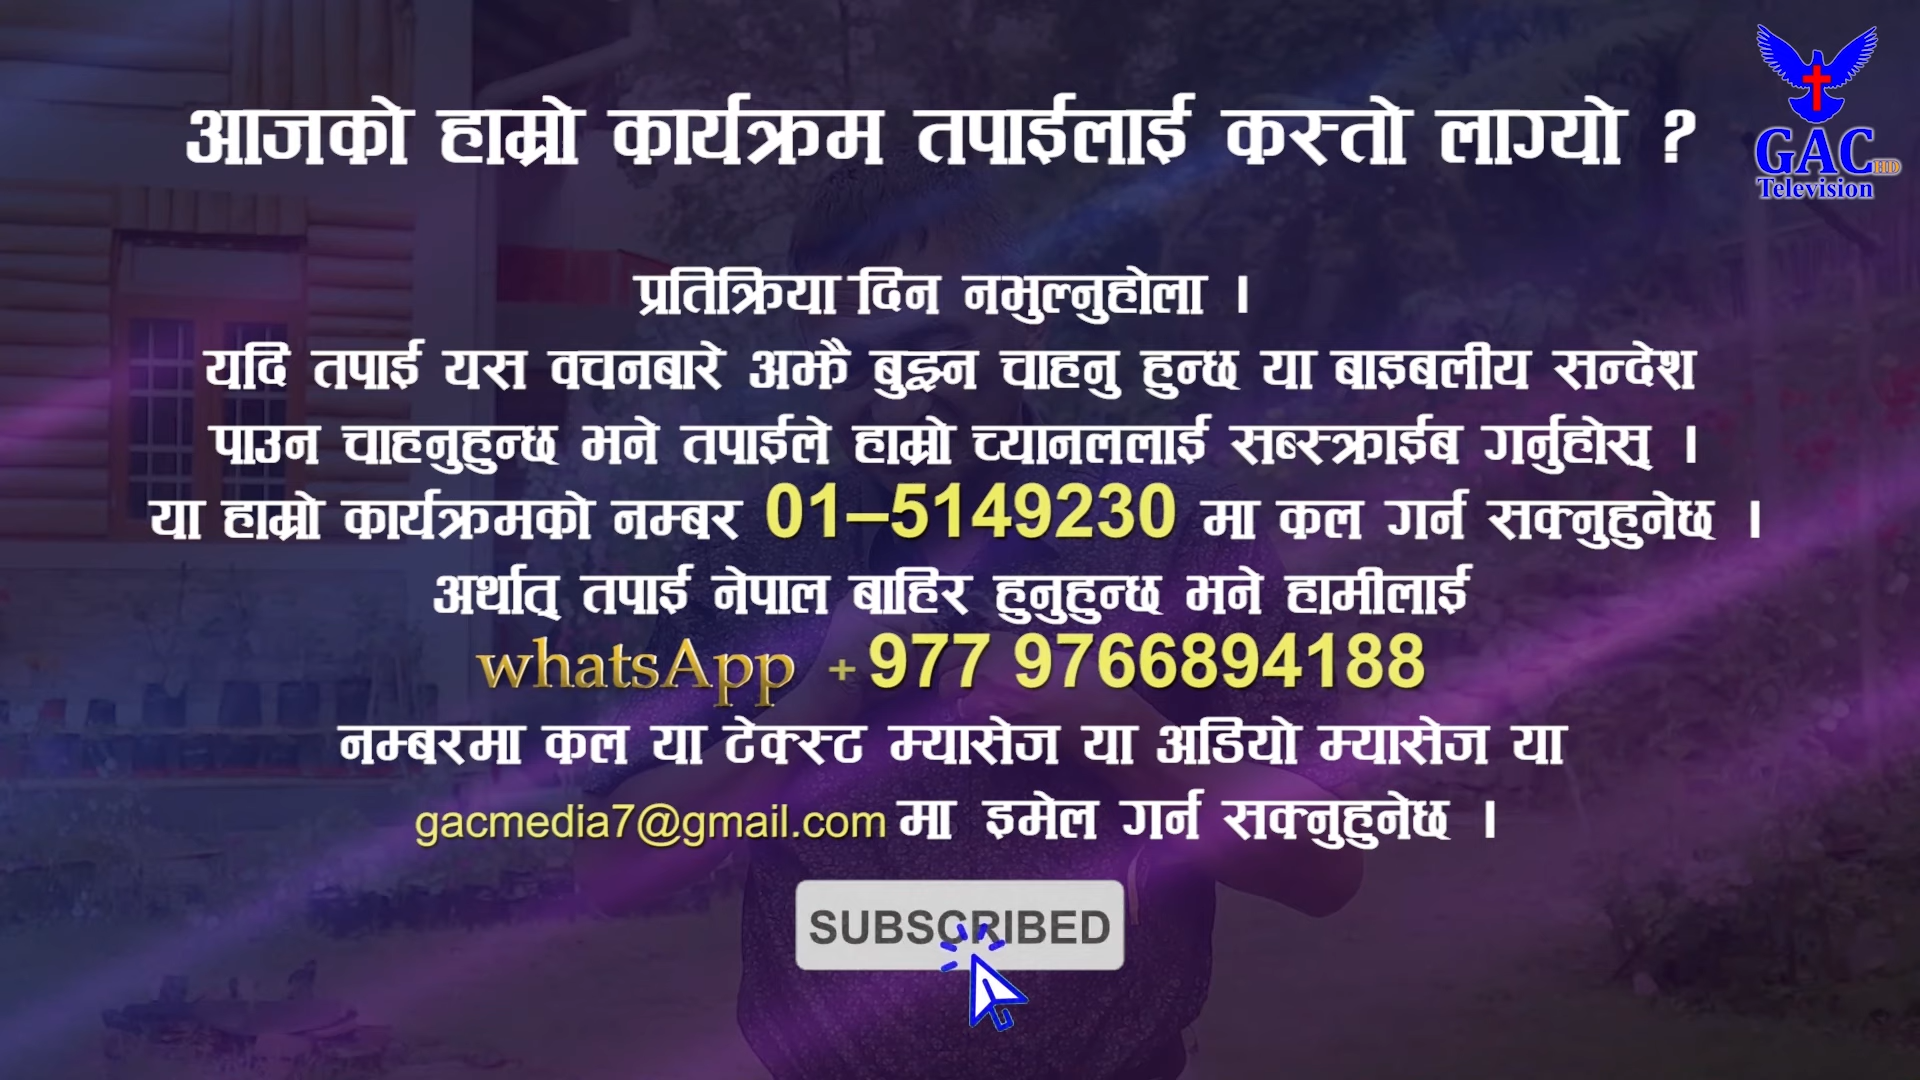 आजको हाम्रो कार्यक्रम तपाईलाई कस्तो लाग्यो ?
GAC HD
Television
प्रतिक्रिया दिन नभुल्नुहोला ।
यदि तपाई यस वचनबारे अझै बुझ्न चाहनु हुन्छ या बाइबलीय सन्देश
पाउन चाहनुहुन्छ भने तपाईले हाम्रो च्यानललाई सब्स्क्राईब गर्नुहोस् ।
या हाम्रो कार्यक्रमको नम्बर 01–5149230 मा कल गर्न सक्नुहुनेछ ।
अर्थात् तपाई नेपाल बाहिर हुनुहुन्छ भने हामीलाई
whatsApp +977 9766894188
नम्बरमा कल या टेक्स्ट म्यासेज या अडियो म्यासेज या
gacmedia7@gmail.com मा इमेल गर्न सक्नुहुनेछ ।
SUBSCRIBED